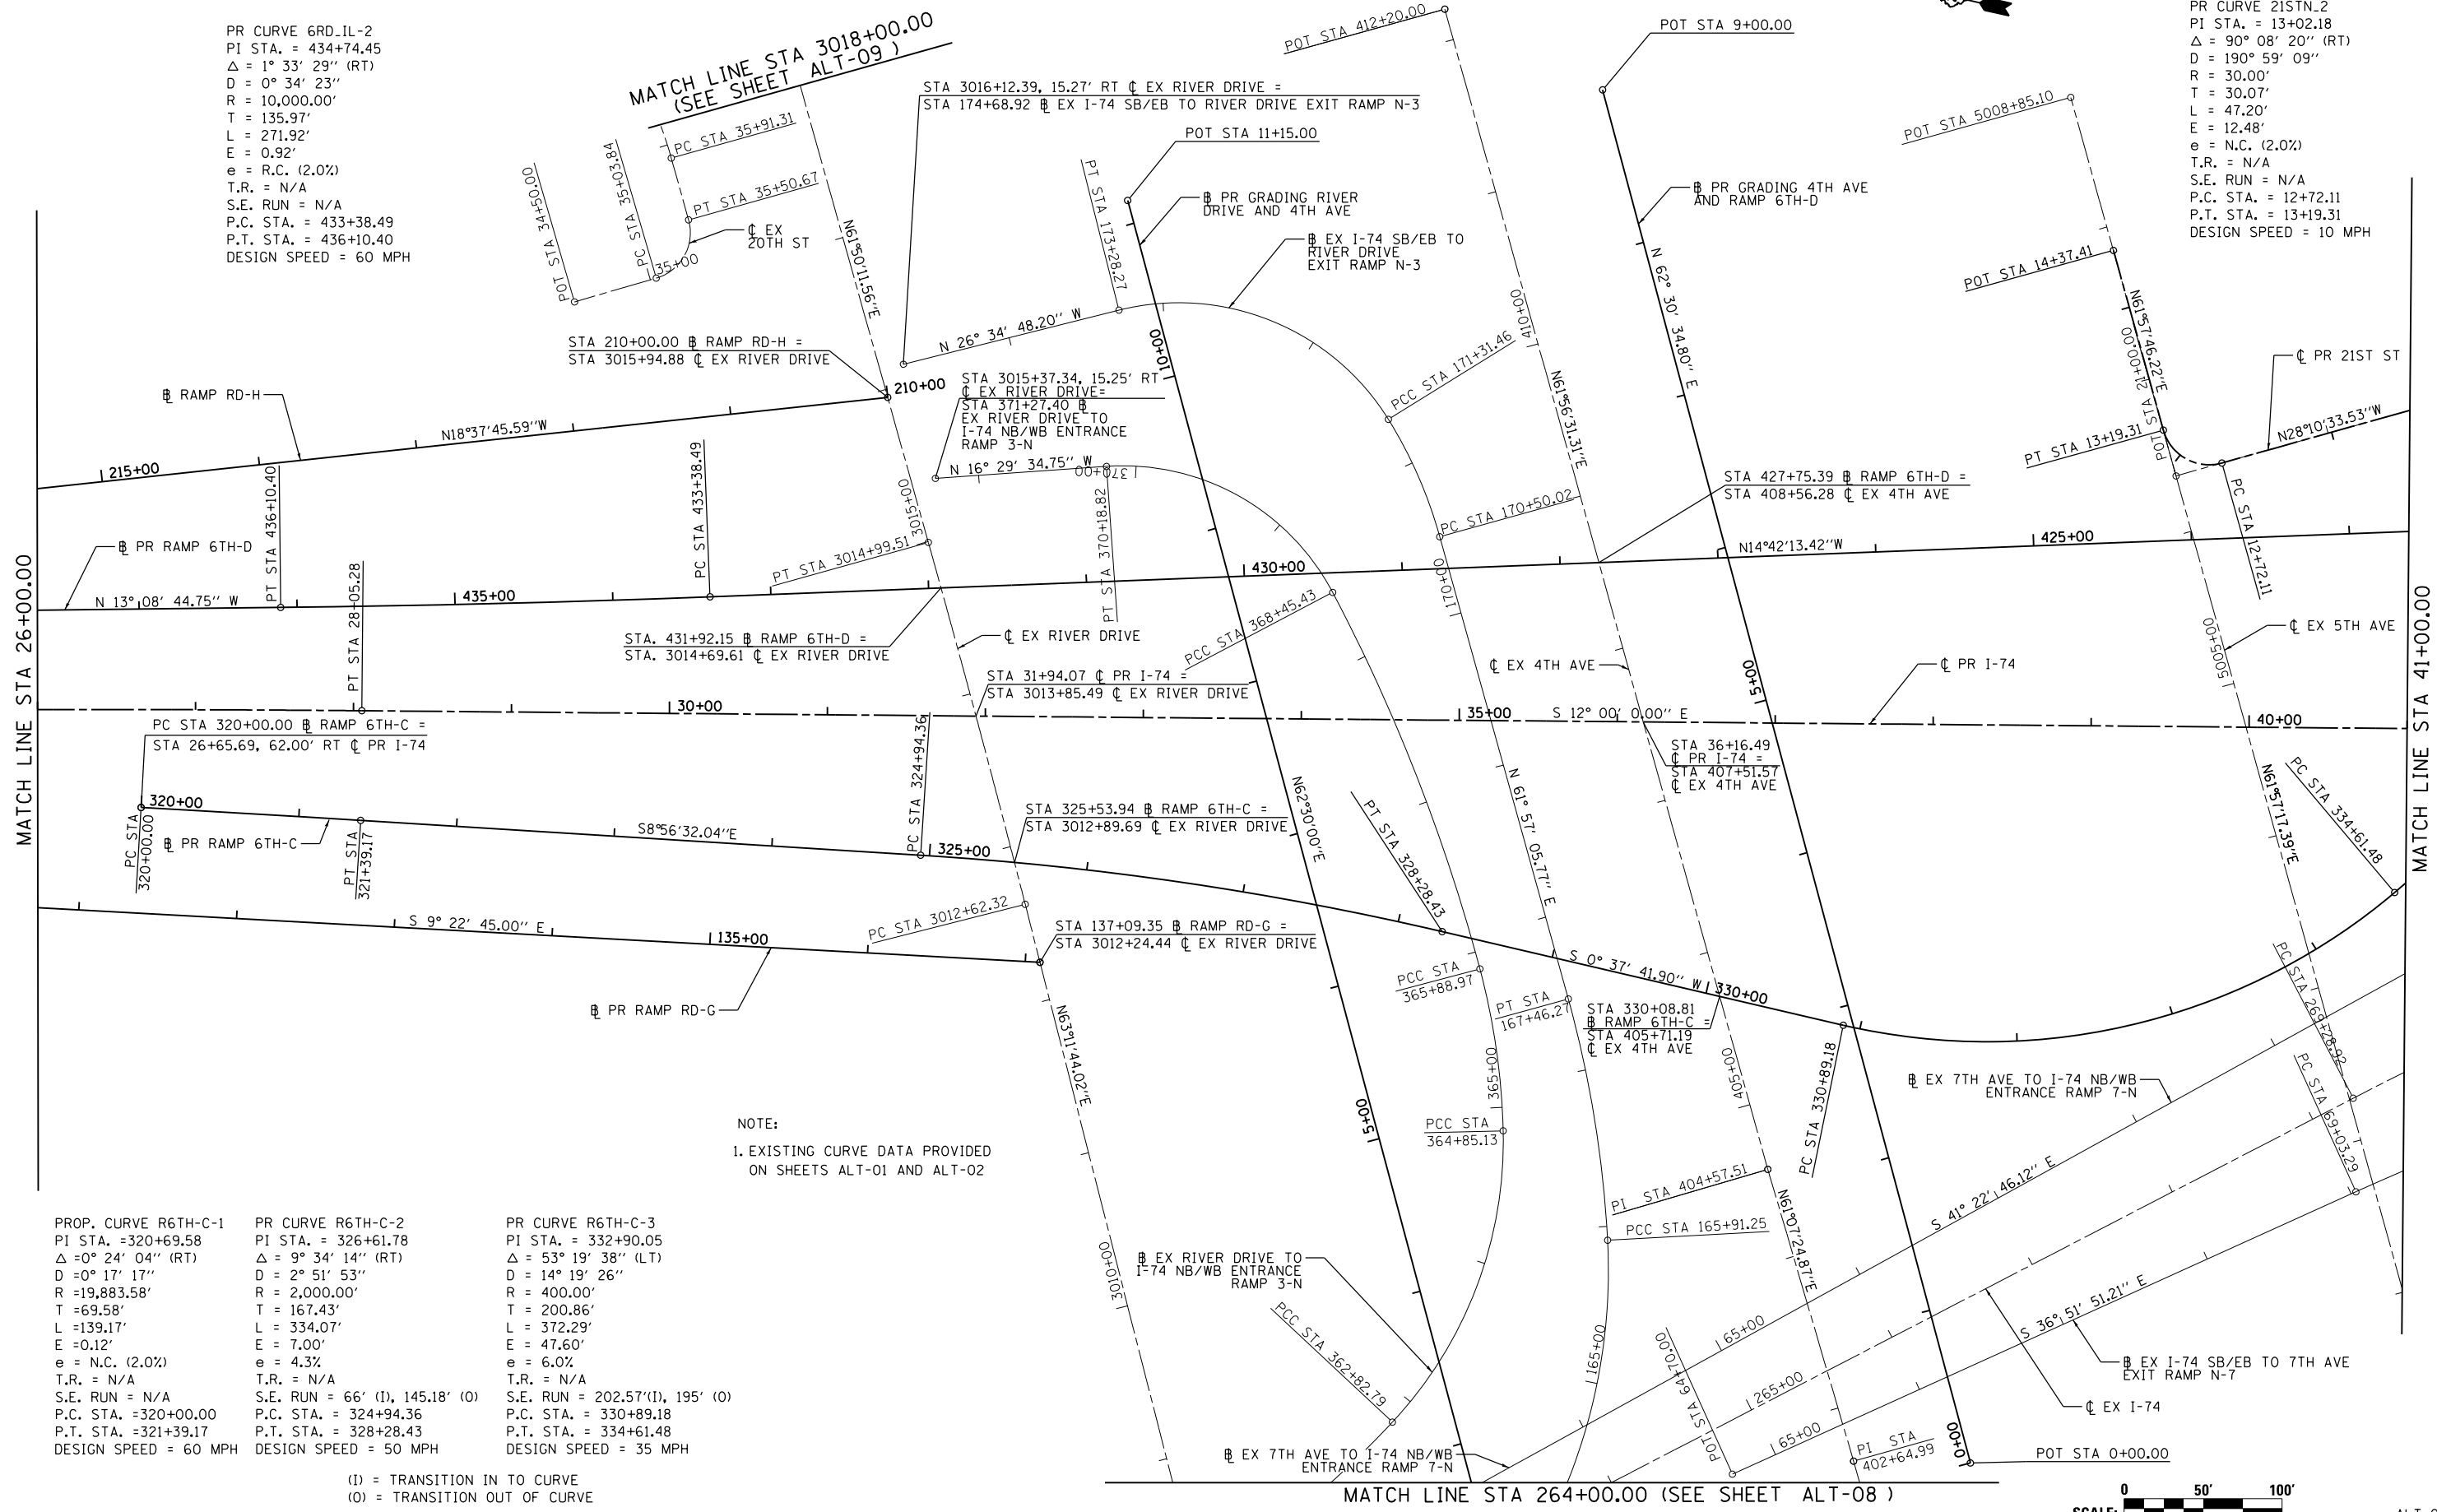 PR CURVE 6RD_IL-2
PI STA. = 434+74.45
Δ = 1° 33' 29" (RT)
D = 0° 34' 23"
R = 10,000.00'
T = 135.97'
L = 271.92'
E = 0.92'
e = R.C. (2.0%)
T.R. = N/A
S.E. RUN = N/A
P.C. STA. = 433+38.49
P.T. STA. = 436+10.40
DESIGN SPEED = 60 MPH
MATCH LINE STA 3018+00.00
(SEE SHEET ALT-09 )
POT STA 412+20.00
POT STA 9+00.00
PR CURVE 21STN_2
PI STA. = 13+02.18
Δ = 90° 08' 20" (RT)
D = 190° 59' 09"
R = 30.00'
T = 30.07'
L = 47.20'
E = 12.48'
e = N.C. (2.0%)
T.R. = N/A
S.E. RUN = N/A
P.C. STA. = 12+72.11
P.T. STA. = 13+19.31
DESIGN SPEED = 10 MPH
STA 3016+12.39, 15.27' RT ℄ EX RIVER DRIVE =
STA 174+68.92 B̲L EX I-74 SB/EB TO RIVER DRIVE EXIT RAMP N-3
POT STA 11+15.00
POT STA 5008+85.10
PC STA 35+91.31
PT STA 35+50.67
PC STA 35+03.84
POT STA 34+50.00
35+00
℄ EX
20TH ST
N61°50'11.56"E
PT STA 173+28.27
BL PR GRADING RIVER
DRIVE AND 4TH AVE
BL EX I-74 SB/EB TO
RIVER DRIVE
EXIT RAMP N-3
BL PR GRADING 4TH AVE
AND RAMP 6TH-D
N 62° 30' 34.80" E
POT STA 14+37.41
N61°57'46.22"E
POT STA 21+00.00
℄ PR 21ST ST
N28°10'33.53"W
PT STA 13+19.31
PC STA 12+72.11
410+00
N 26° 34' 48.20" W
10+00
PCC STA 171+31.46
N61°56'31.31"E
STA 210+00.00 BL RAMP RD-H =
STA 3015+94.88 ℄ EX RIVER DRIVE
210+00
BL RAMP RD-H
N18°37'45.59"W
215+00
STA 3015+37.34, 15.25' RT
℄ EX RIVER DRIVE=
STA 371+27.40 BL
EX RIVER DRIVE TO
I-74 NB/WB ENTRANCE
RAMP 3-N
N 16° 29' 34.75" W
370+00
PT STA 370+18.82
3015+00
PT STA 3014+99.51
PC STA 433+38.49
PT STA 436+10.40
PC STA 170+50.02
170+00
STA 427+75.39 BL RAMP 6TH-D =
STA 408+56.28 ℄ EX 4TH AVE
N14°42'13.42"W
425+00
430+00
435+00
BL PR RAMP 6TH-D
N 13° 08' 44.75" W
PT STA 28+05.28
MATCH LINE STA 26+00.00
MATCH LINE STA 41+00.00
STA. 431+92.15 BL RAMP 6TH-D =
STA. 3014+69.61 ℄ EX RIVER DRIVE
℄ EX RIVER DRIVE
PCC STA 368+45.43
℄ EX 4TH AVE
℄ EX 5TH AVE
5005+00
℄ PR I-74
5+00
STA 31+94.07 ℄ PR I-74 =
STA 3013+85.49 ℄ EX RIVER DRIVE
30+00
35+00
S 12° 00' 0.00" E
40+00
PC STA 320+00.00 BL RAMP 6TH-C =
STA 26+65.69, 62.00' RT ℄ PR I-74
STA 36+16.49
℄ PR I-74 =
STA 407+51.57
℄ EX 4TH AVE
PC STA 324+94.36
N62°30'00"E
N 61° 57' 05.77" E
N61°57'17.39"E
PC STA 334+61.48
320+00
PC STA
320+00.00
BL PR RAMP 6TH-C
PT STA
321+39.17
S8°56'32.04"E
325+00
STA 325+53.94 BL RAMP 6TH-C =
STA 3012+89.69 ℄ EX RIVER DRIVE
PT STA 328+28.43
S 9° 22' 45.00" E
135+00
PC STA 3012+62.32
STA 137+09.35 BL RAMP RD-G =
STA 3012+24.44 ℄ EX RIVER DRIVE
BL PR RAMP RD-G
N63°11'44.02"E
PCC STA
365+88.97
PT STA
167+46.27
S 0° 37' 41.90" W
330+00
STA 330+08.81
BL RAMP 6TH-C =
STA 405+71.19
℄ EX 4TH AVE
405+00
PC STA 330+89.18
PC STA 269+28.92
PC STA 69+03.29
BL EX 7TH AVE TO I-74 NB/WB
ENTRANCE RAMP 7-N
365+00
15+00
PCC STA
364+85.13
NOTE:
1. EXISTING CURVE DATA PROVIDED
ON SHEETS ALT-01 AND ALT-02
PI STA 404+57.51
PCC STA 165+91.25
N61°07'24.87"E
S 41° 22' 46.12" E
S 36° 51' 51.21" E
3010+00
BL EX RIVER DRIVE TO
I-74 NB/WB ENTRANCE
RAMP 3-N
PCC STA 362+82.79
165+00
65+00
265+00
65+00
POT STA 64+70.00
BL EX I-74 SB/EB TO 7TH AVE
EXIT RAMP N-7
℄ EX I-74
0+00
POT STA 0+00.00
PI STA
402+64.99
BL EX 7TH AVE TO I-74 NB/WB
ENTRANCE RAMP 7-N
MATCH LINE STA 264+00.00 (SEE SHEET ALT-08 )
PROP. CURVE R6TH-C-1
PI STA. =320+69.58
Δ =0° 24' 04" (RT)
D =0° 17' 17"
R =19,883.58'
T =69.58'
L =139.17'
E =0.12'
e = N.C. (2.0%)
T.R. = N/A
S.E. RUN = N/A
P.C. STA. =320+00.00
P.T. STA. =321+39.17
DESIGN SPEED = 60 MPH
PR CURVE R6TH-C-2
PI STA. = 326+61.78
Δ = 9° 34' 14" (RT)
D = 2° 51' 53"
R = 2,000.00'
T = 167.43'
L = 334.07'
E = 7.00'
e = 4.3%
T.R. = N/A
S.E. RUN = 66' (I), 145.18' (O)
P.C. STA. = 324+94.36
P.T. STA. = 328+28.43
DESIGN SPEED = 50 MPH
PR CURVE R6TH-C-3
PI STA. = 332+90.05
Δ = 53° 19' 38" (LT)
D = 14° 19' 26"
R = 400.00'
T = 200.86'
L = 372.29'
E = 47.60'
e = 6.0%
T.R. = N/A
S.E. RUN = 202.57'(I), 195' (O)
P.C. STA. = 330+89.18
P.T. STA. = 334+61.48
DESIGN SPEED = 35 MPH
(I) = TRANSITION IN TO CURVE
(O) = TRANSITION OUT OF CURVE
0 50' 100'